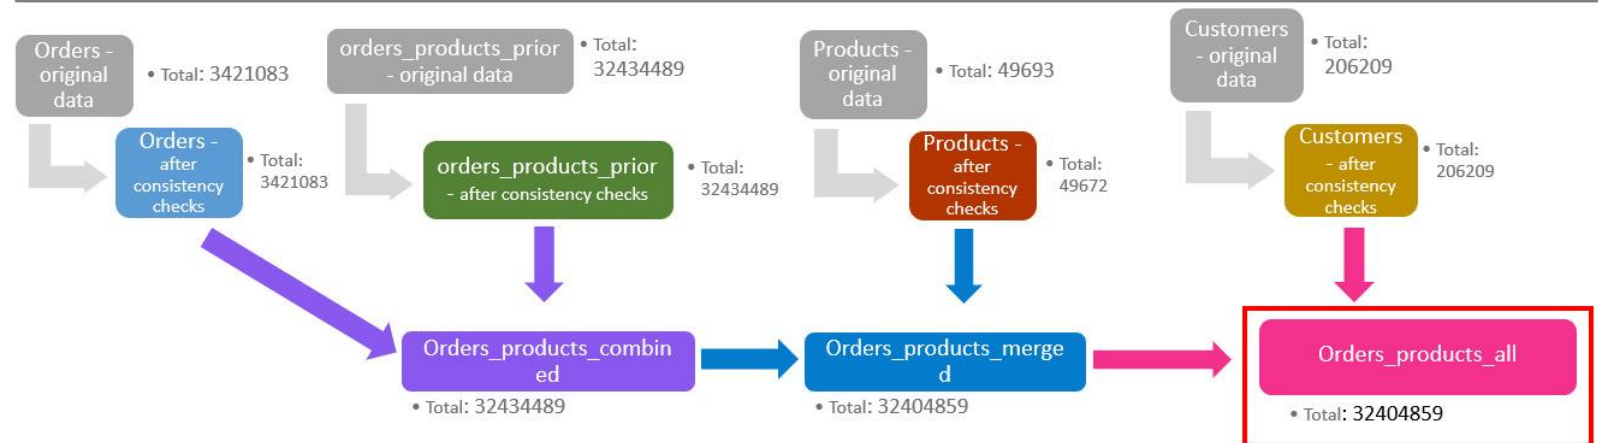 Orders -
original
data
• Total: 3421083
orders_products_prior
- original data
• Total:
32434489
Products -
original
data
• Total: 49693
Customers
- original
data
• Total:
206209
Orders -
after
consistency
checks
• Total:
3421083
orders_products_prior
- after consistency checks
• Total:
32434489
Products -
after
consistency
checks
• Total:
49672
Customers
- after
consistency
checks
• Total:
206209
Orders_products_combin
ed
• Total: 32434489
Orders_products_merge
d
• Total: 32404859
Orders_products_all
• Total: 32404859